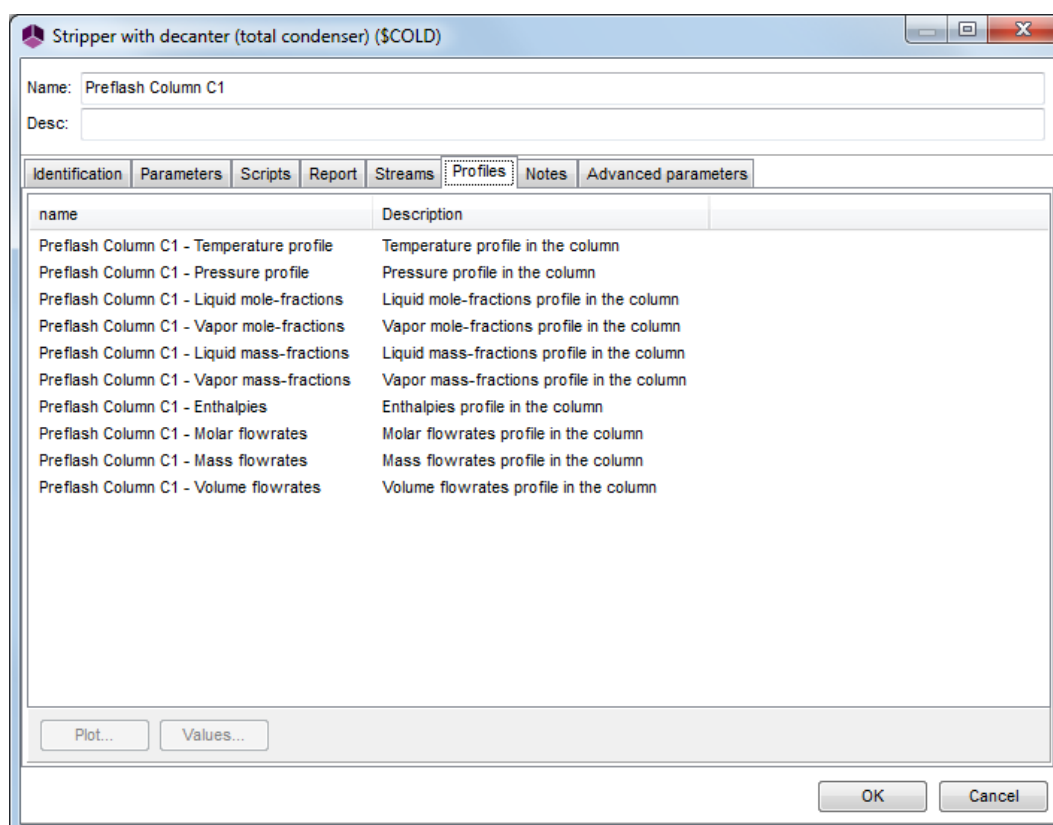 Stripper with decanter (total condenser) ($COLD)
Name: Preflash Column C1
Desc:
Identification Parameters Scripts Report Streams Profiles Notes Advanced parameters
name Description
Preflash Column C1 - Temperature profile Temperature profile in the column
Preflash Column C1 - Pressure profile Pressure profile in the column
Preflash Column C1 - Liquid mole-fractions Liquid mole-fractions profile in the column
Preflash Column C1 - Vapor mole-fractions Vapor mole-fractions profile in the column
Preflash Column C1 - Liquid mass-fractions Liquid mass-fractions profile in the column
Preflash Column C1 - Vapor mass-fractions Vapor mass-fractions profile in the column
Preflash Column C1 - Enthalpies Enthalpies profile in the column
Preflash Column C1 - Molar flowrates Molar flowrates profile in the column
Preflash Column C1 - Mass flowrates Mass flowrates profile in the column
Preflash Column C1 - Volume flowrates Volume flowrates profile in the column
Plot... Values...
OK Cancel